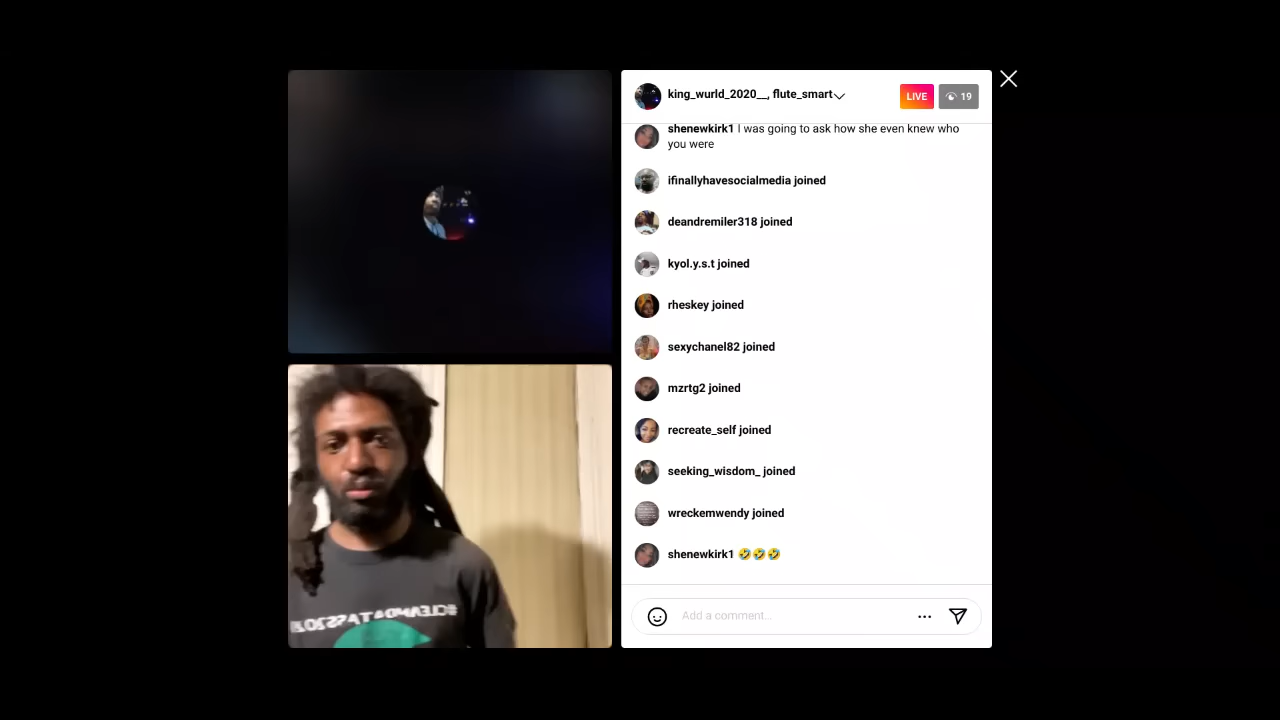 king_wurld_2020__, flute_smart
LIVE
19
shenewkirk1 I was going to ask how she even knew who
you were
ifinallyhavesocialmedia joined
deandremiler318 joined
kyol.y.s.t joined
rheskey joined
sexychanel82 joined
mzrtg2 joined
recreate_self joined
seeking_wisdom_ joined
wreckemwendy joined
shenewkirk1 🤣🤣🤣
Add a comment...